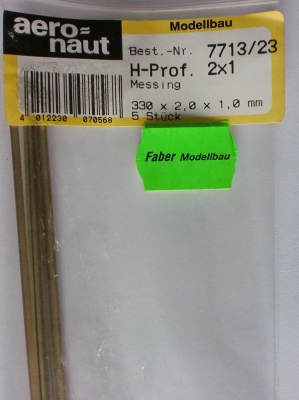 aero=
naut
Modellbau
Best.-Nr. 7713/23
H-Prof. 2x1
Messing
330 x 2,0 x 1,0 mm
5 Stück
4 012230 070568
Faber Modellbau